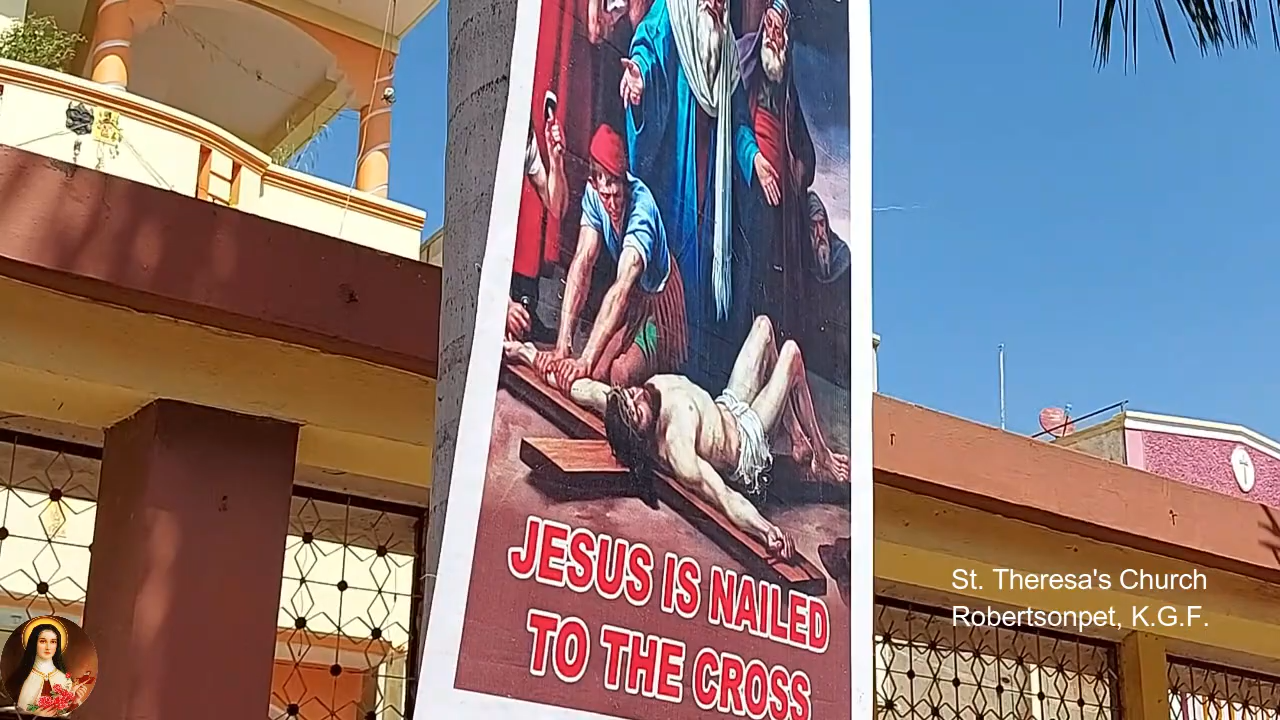 JESUS IS NAILED
TO THE CROSS
St. Theresa's Church
Robertsonpet, K.G.F.